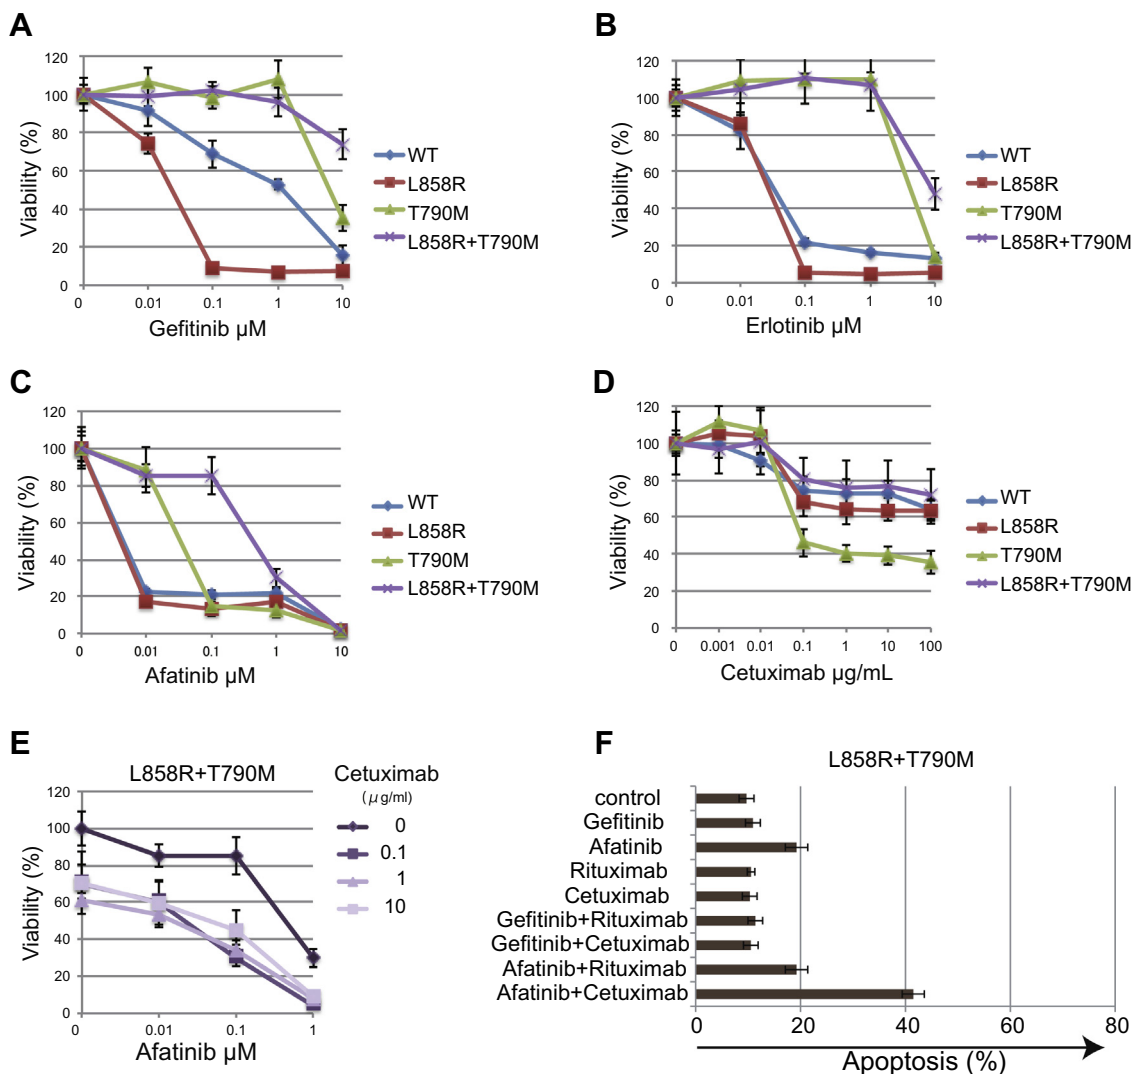 A
120
100
80
60
40
20
0
0 0.01 0.1 1 10
Viability (%)
Gefitinib µM
WT
L858R
T790M
L858R+T790M
B
120
100
80
60
40
20
0
0 0.01 0.1 1 10
Viability (%)
Erlotinib µM
WT
L858R
T790M
L858R+T790M
C
120
100
80
60
40
20
0
0 0.01 0.1 1 10
Viability (%)
Afatinib µM
WT
L858R
T790M
L858R+T790M
D
120
100
80
60
40
20
0
0 0.001 0.01 0.1 1 10 100
Viability (%)
Cetuximab µg/mL
WT
L858R
T790M
L858R+T790M
E
L858R+T790M
120
100
80
60
40
20
0
0 0.01 0.1 1
Viability (%)
Afatinib µM
Cetuximab
(µg/ml)
0
0.1
1
10
F
L858R+T790M
control
Gefitinib
Afatinib
Rituximab
Cetuximab
Gefitinib+Rituximab
Gefitinib+Cetuximab
Afatinib+Rituximab
Afatinib+Cetuximab
0 20 40 60 80
Apoptosis (%)